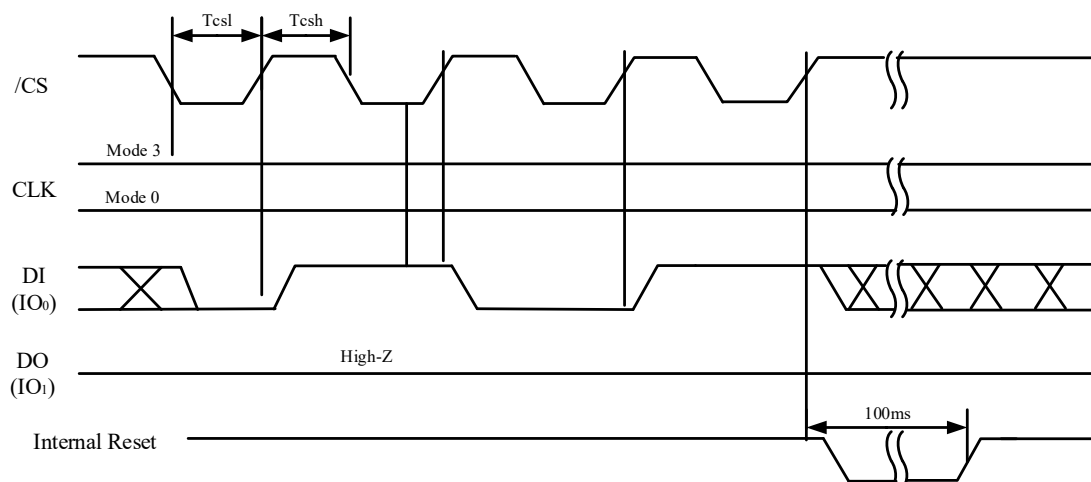 Tcsl
Tcsh
/CS
Mode 3
CLK
Mode 0
DI
(IO₀)
DO
(IO₁)
High-Z
100ms
Internal Reset